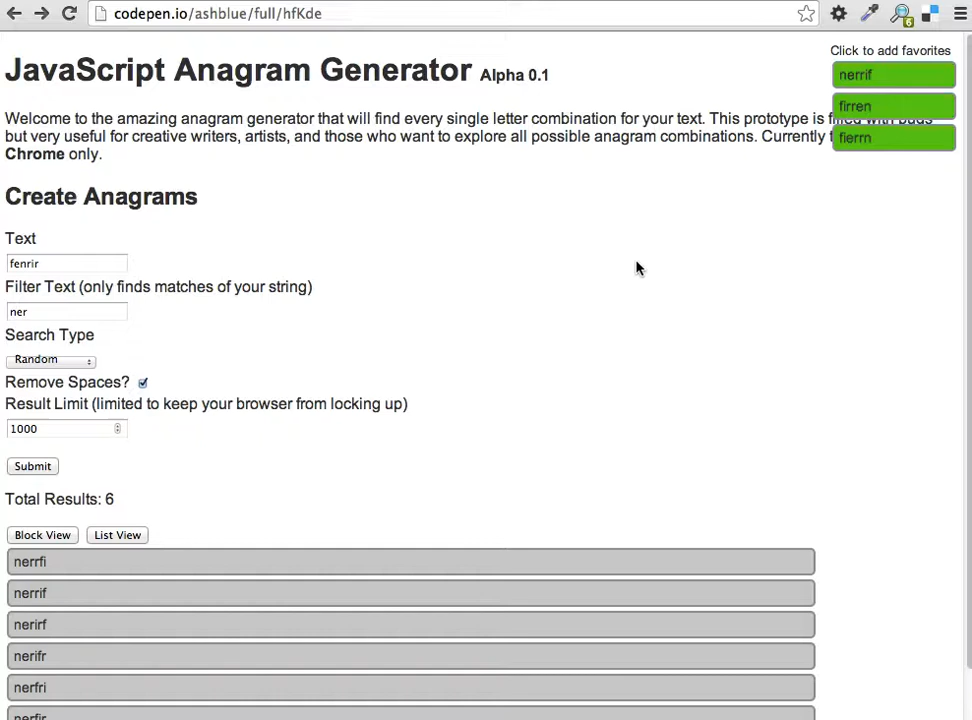 codepen.io/ashblue/full/hfKde
6
Click to add favorites
nerrif
firren
fierrn
JavaScript Anagram Generator Alpha 0.1
Welcome to the amazing anagram generator that will find every single letter combination for your text. This prototype is filled with bugs
but very useful for creative writers, artists, and those who want to explore all possible anagram combinations. Currently
Chrome only.
Create Anagrams
Text
fenrir
Filter Text (only finds matches of your string)
ner
Search Type
Random
Remove Spaces?
Result Limit (limited to keep your browser from locking up)
1000
Submit
Total Results: 6
Block View List View
nerrfi
nerrif
nerirf
nerifr
nerfri
nerfir